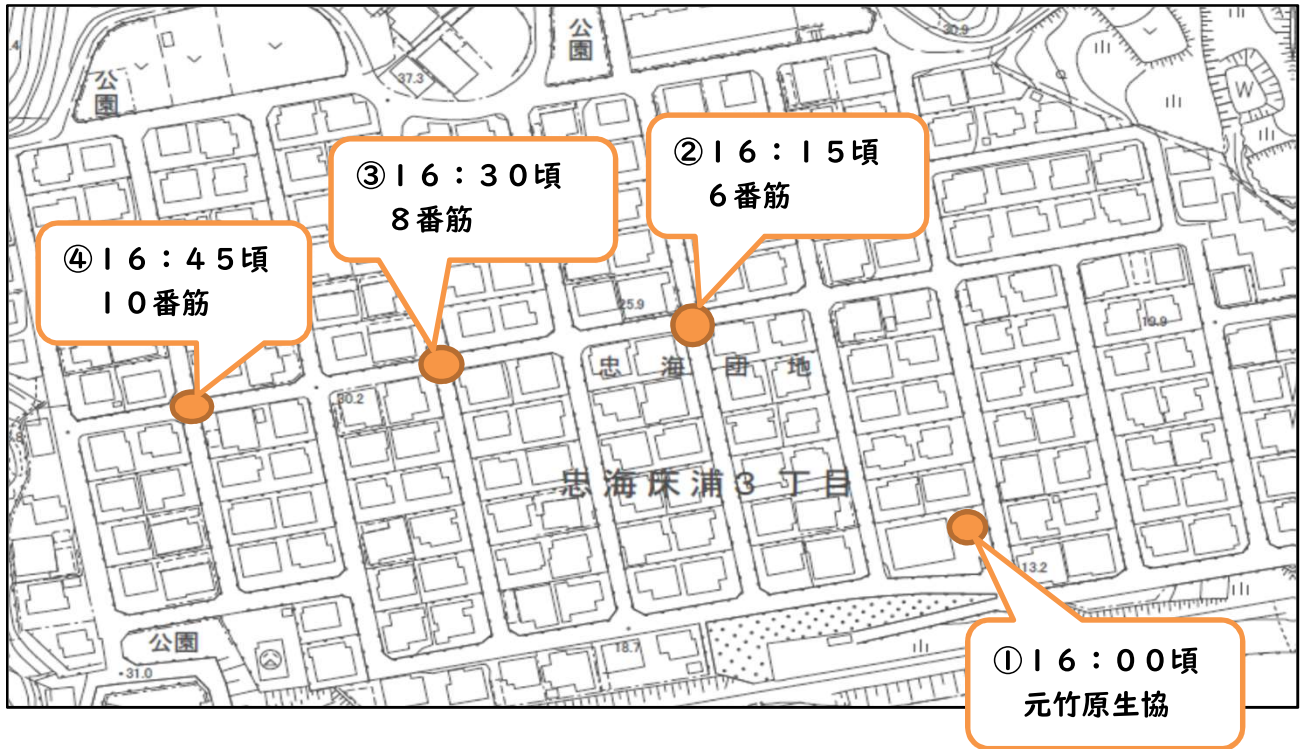 公園
公園
30.9
37.3
W
②１６：１５頃
６番筋
③１６：３０頃
８番筋
④１６：４５頃
１０番筋
25.9
19.9
忠海団地
30.2
忠海床浦３丁目
13.2
公園
18.7
31.0
①１６：００頃
元竹原生協